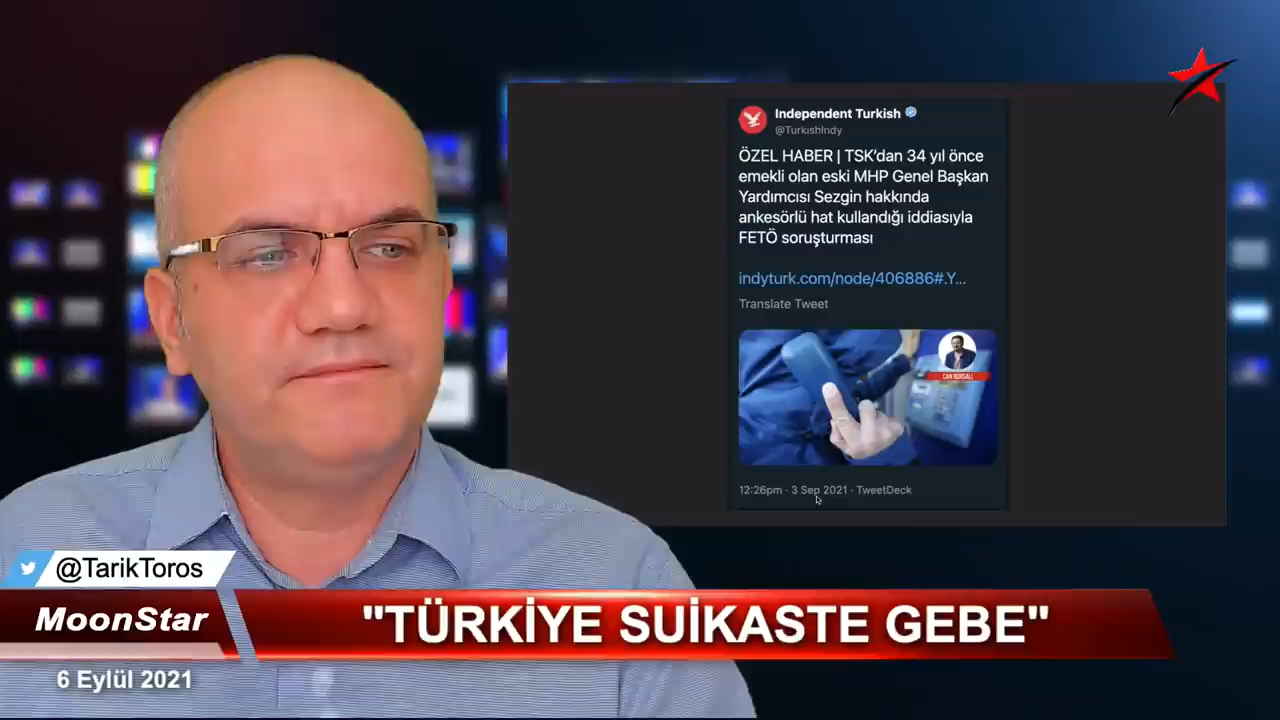 Independent Turkish
@TurkishIndy
ÖZEL HABER | TSK'dan 34 yıl önce
emekli olan eski MHP Genel Başkan
Yardımcısı Sezgin hakkında
ankesörlü hat kullandığı iddiasıyla
FETÖ soruşturması
indyturk.com/node/406886#.Y...
Translate Tweet
CAN BURSALI
12:26pm · 3 Sep 2021 · TweetDeck
@TarikToros
MoonStar
"TÜRKİYE SUİKASTE GEBE"
6 Eylül 2021